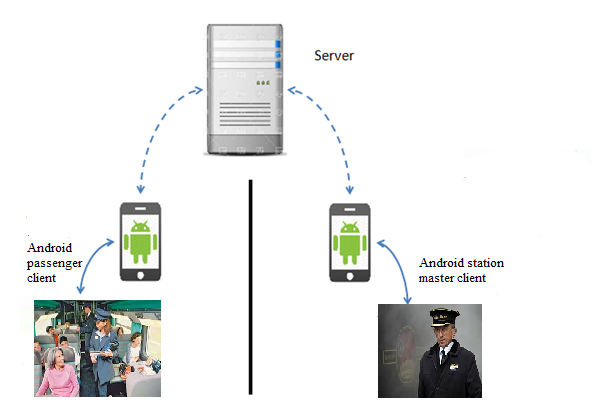 Server
Android
passenger
client
Android station
master client